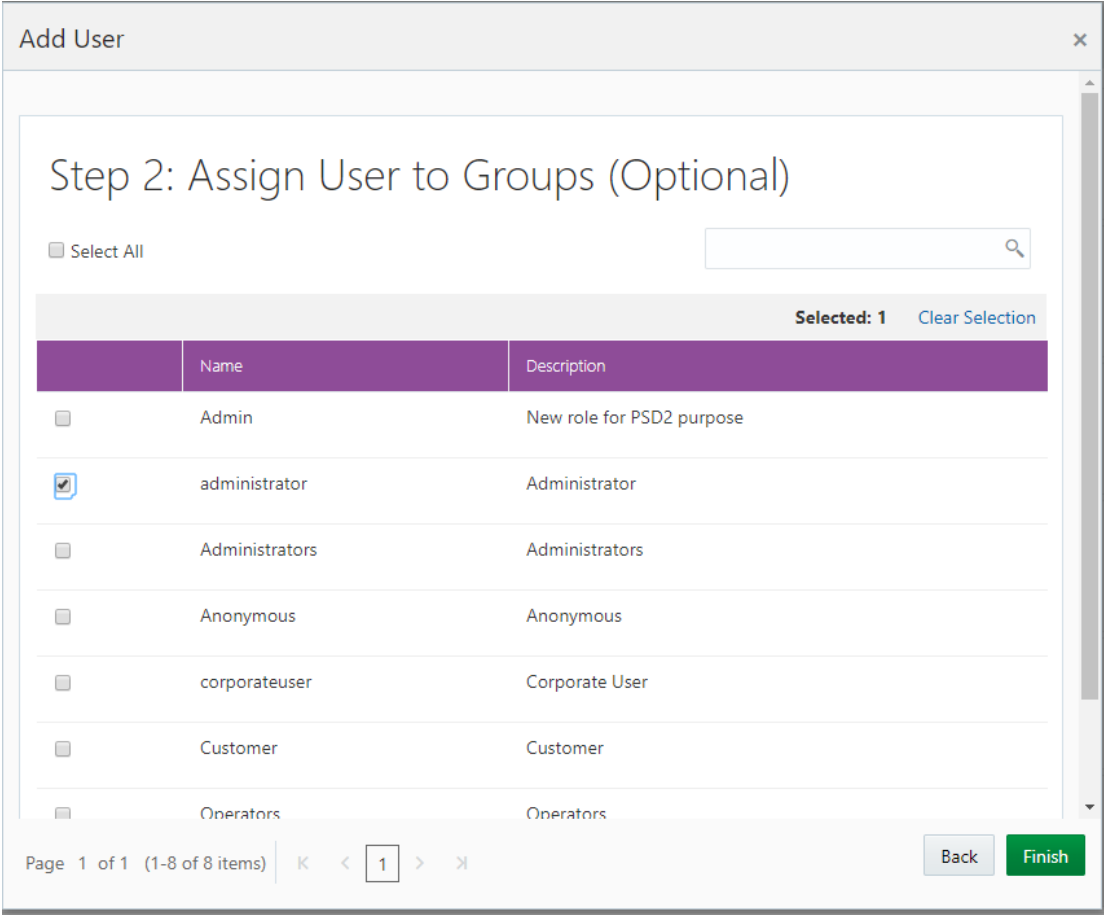 Add User ×
Step 2: Assign User to Groups (Optional)
Select All
Selected: 1 Clear Selection
Name Description
Admin New role for PSD2 purpose
administrator Administrator
Administrators Administrators
Anonymous Anonymous
corporateuser Corporate User
Customer Customer
Operators Operators
Page 1 of 1 (1-8 of 8 items) 1
Back Finish